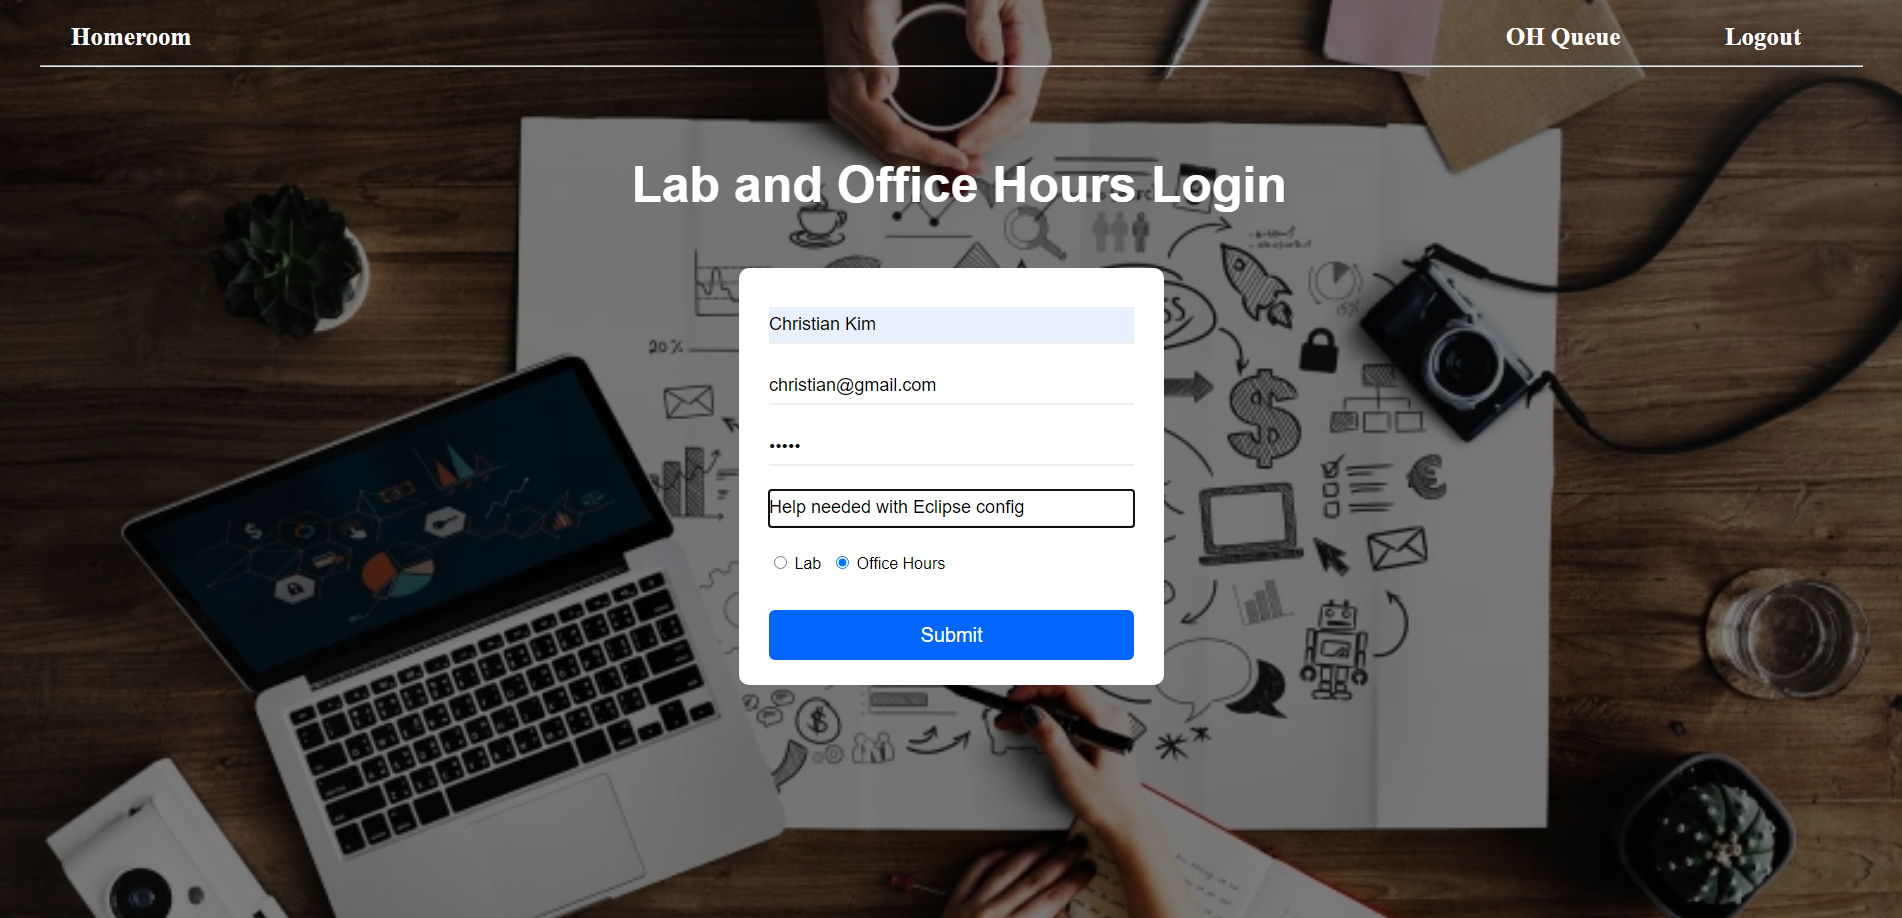 Homeroom
OH Queue
Logout
Lab and Office Hours Login
Christian Kim
christian@gmail.com
•••••
Help needed with Eclipse config
Lab
Office Hours
Submit
20%
15%
$
$
$
€